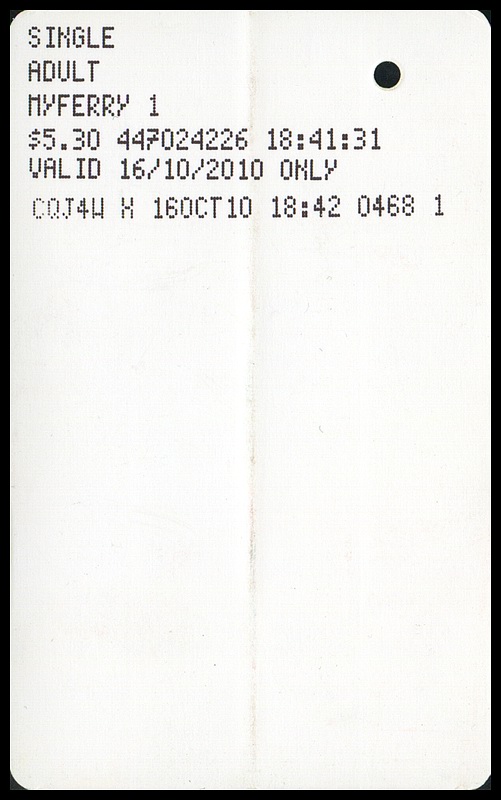 SINGLE
ADULT
MYFERRY 1
$5.30 447024226 18:41:31
VALID 16/10/2010 ONLY
CQJ4W X 16OCT10 18:42 0468 1